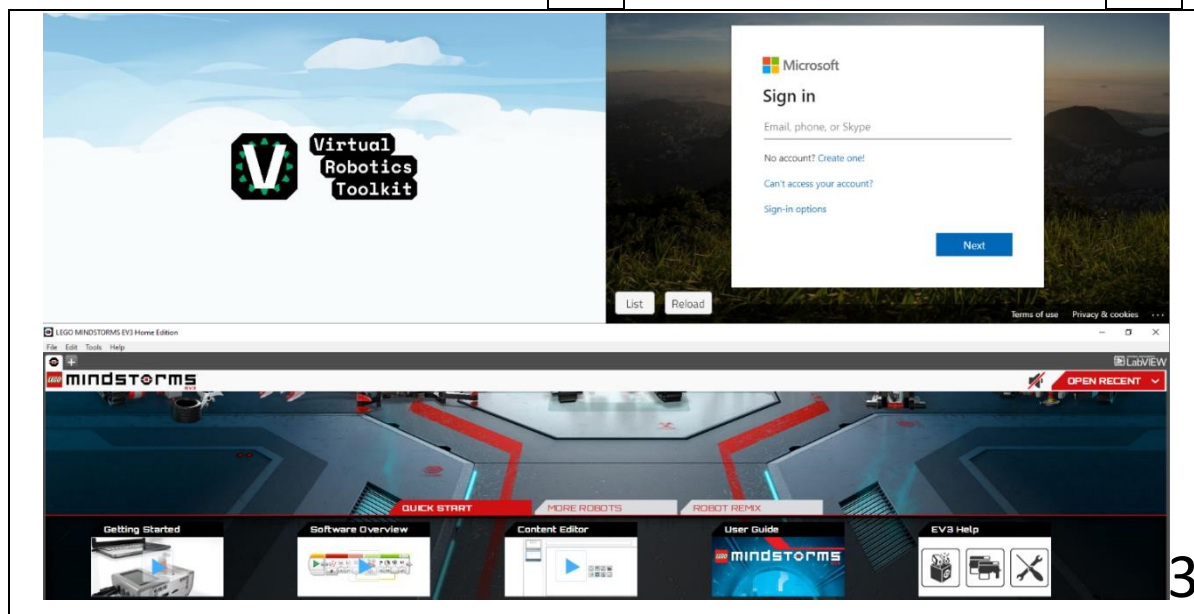 Virtual
Robotics
Toolkit
Microsoft
Sign in
Email, phone, or Skype
No account? Create one!
Can't access your account?
Sign-in options
Next
List Reload
Terms of use Privacy & cookies ...
LEGO MINDSTORMS EV3 Home Edition
File Edit Tools Help
LabVIEW
LEGO mindstorms EV3
OPEN RECENT
QUICK START MORE ROBOTS ROBOT REMIX
Getting Started Software Overview Content Editor User Guide EV3 Help
mindstorms
3